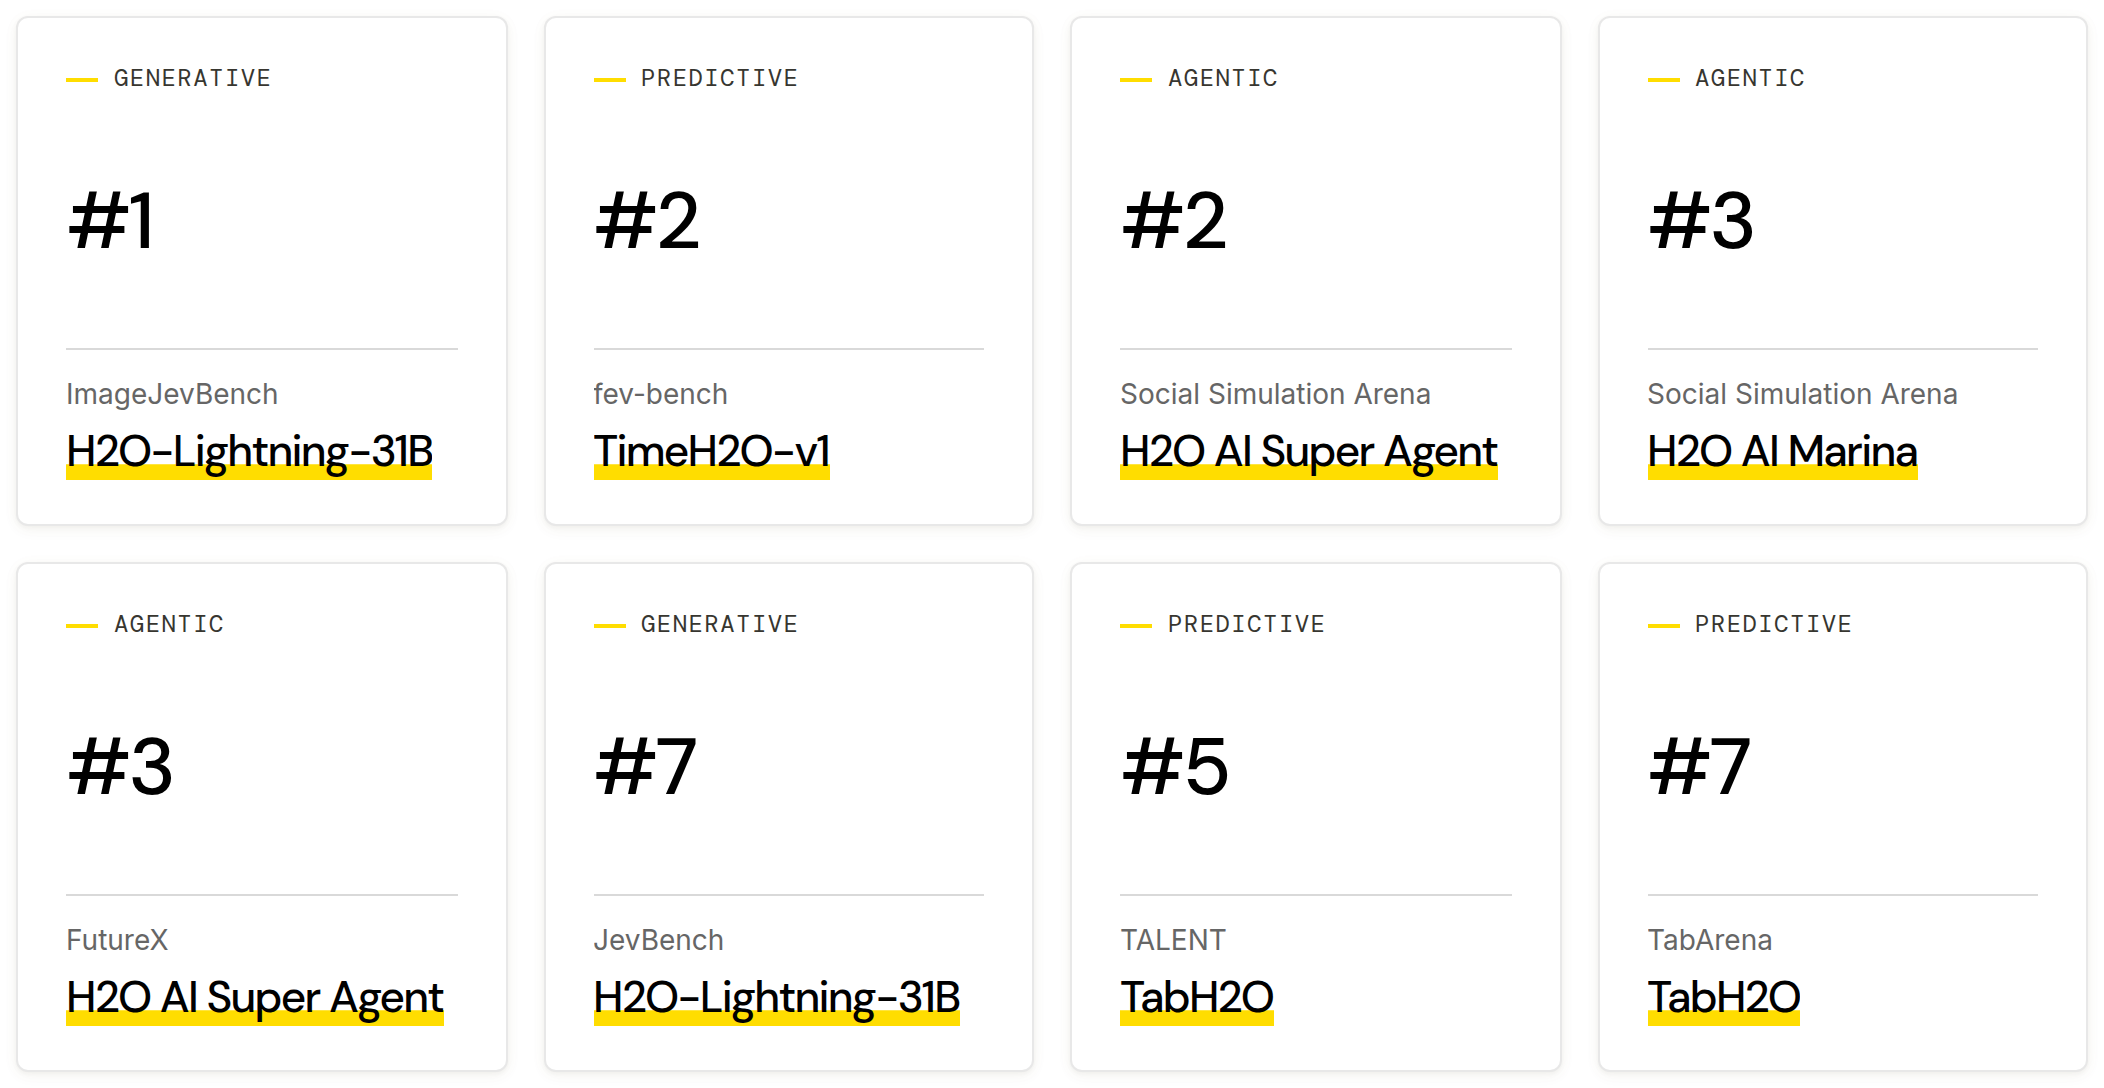 GENERATIVE
#1
ImageJevBench
H2O-Lightning-31B
PREDICTIVE
#2
fev-bench
TimeH2O-v1
AGENTIC
#2
Social Simulation Arena
H2O AI Super Agent
AGENTIC
#3
Social Simulation Arena
H2O AI Marina
AGENTIC
#3
FutureX
H2O AI Super Agent
GENERATIVE
#7
JevBench
H2O-Lightning-31B
PREDICTIVE
#5
TALENT
TabH2O
PREDICTIVE
#7
TabArena
TabH2O